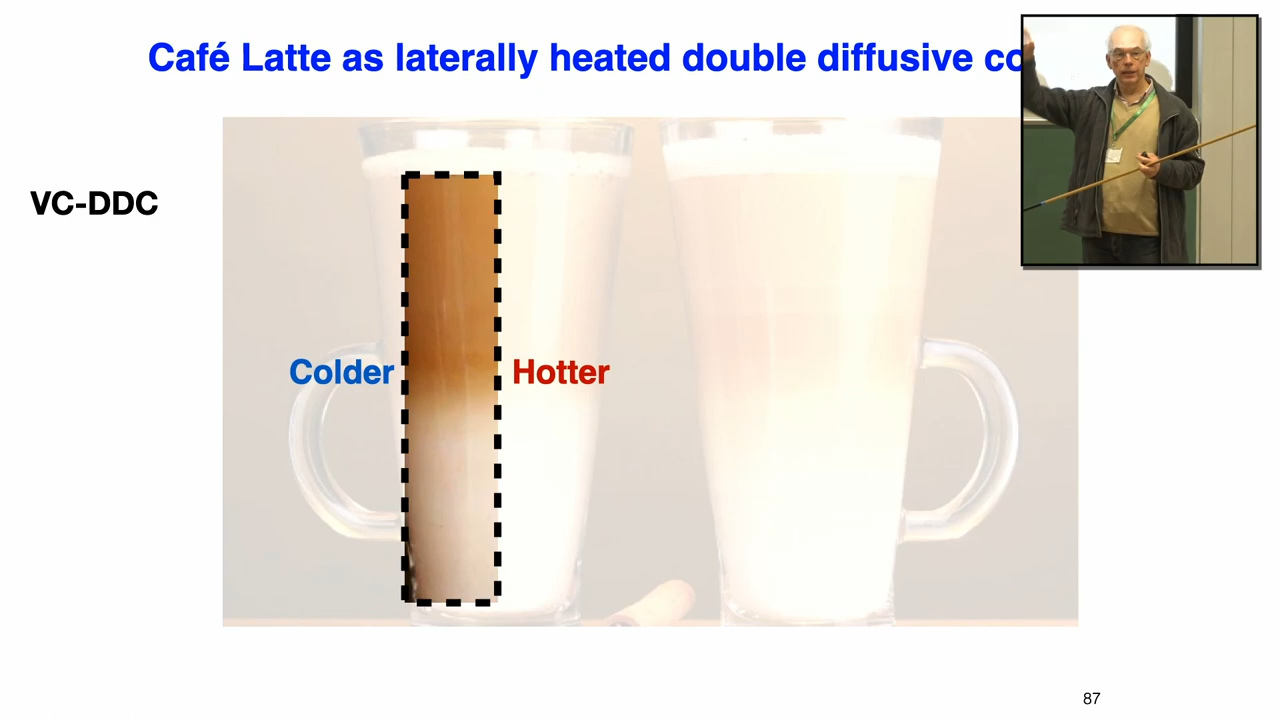 Café Latte as laterally heated double diffusive co
VC-DDC
Colder
Hotter
87